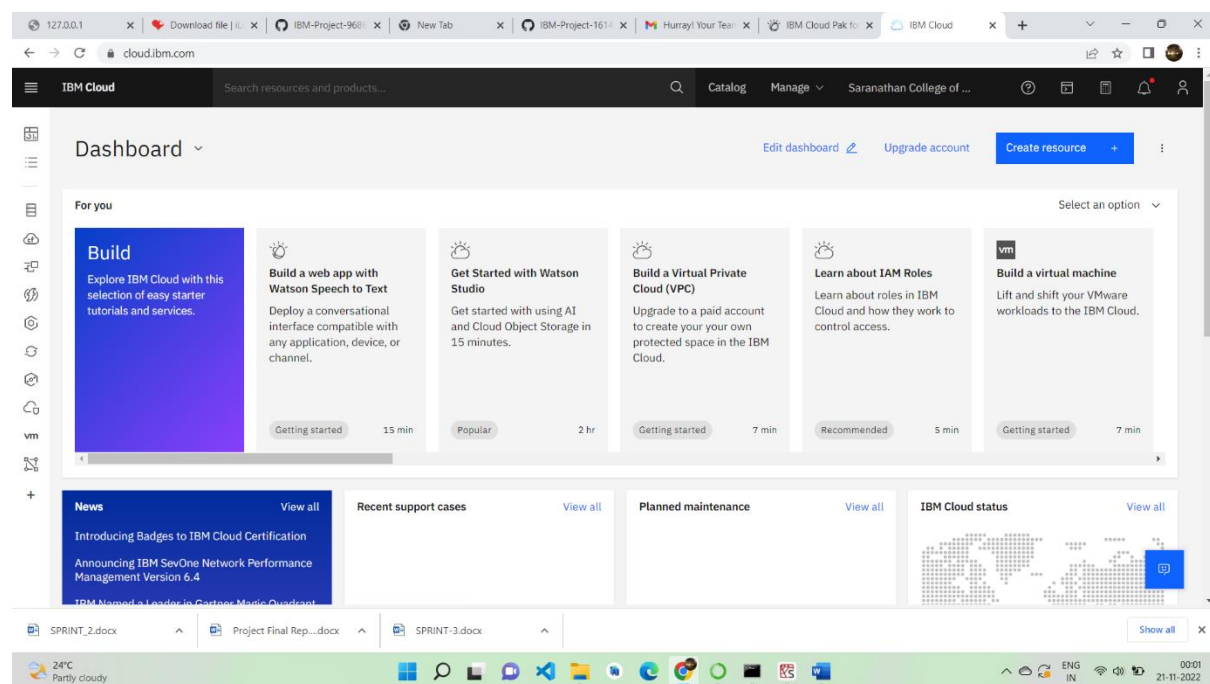 127.0.0.1
Download file | iL
IBM-Project-9686
New Tab
IBM-Project-1614
Hurray! Your Tean
IBM Cloud Pak fo
IBM Cloud
cloud.ibm.com
IBM Cloud
Search resources and products...
Catalog
Manage
Saranathan College of ...
Dashboard
Edit dashboard
Upgrade account
Create resource +
For you
Select an option
Build
Explore IBM Cloud with this
selection of easy starter
tutorials and services.
Build a web app with
Watson Speech to Text
Deploy a conversational
interface compatible with
any application, device, or
channel.
Getting started 15 min
Get Started with Watson
Studio
Get started with using AI
and Cloud Object Storage in
15 minutes.
Popular 2 hr
Build a Virtual Private
Cloud (VPC)
Upgrade to a paid account
to create your your own
protected space in the IBM
Cloud.
Getting started 7 min
Learn about IAM Roles
Learn about roles in IBM
Cloud and how they work to
control access.
Recommended 5 min
vm
Build a virtual machine
Lift and shift your VMware
workloads to the IBM Cloud.
Getting started 7 min
vm
News View all
Introducing Badges to IBM Cloud Certification
Announcing IBM SevOne Network Performance
Management Version 6.4
IBM Named a Leader in Gartner Magic Quadrant
Recent support cases View all
Planned maintenance View all
IBM Cloud status View all
SPRINT_2.docx
Project Final Rep....docx
SPRINT-3.docx
Show all
24°C
Partly cloudy
ENG
IN
00:01
21-11-2022